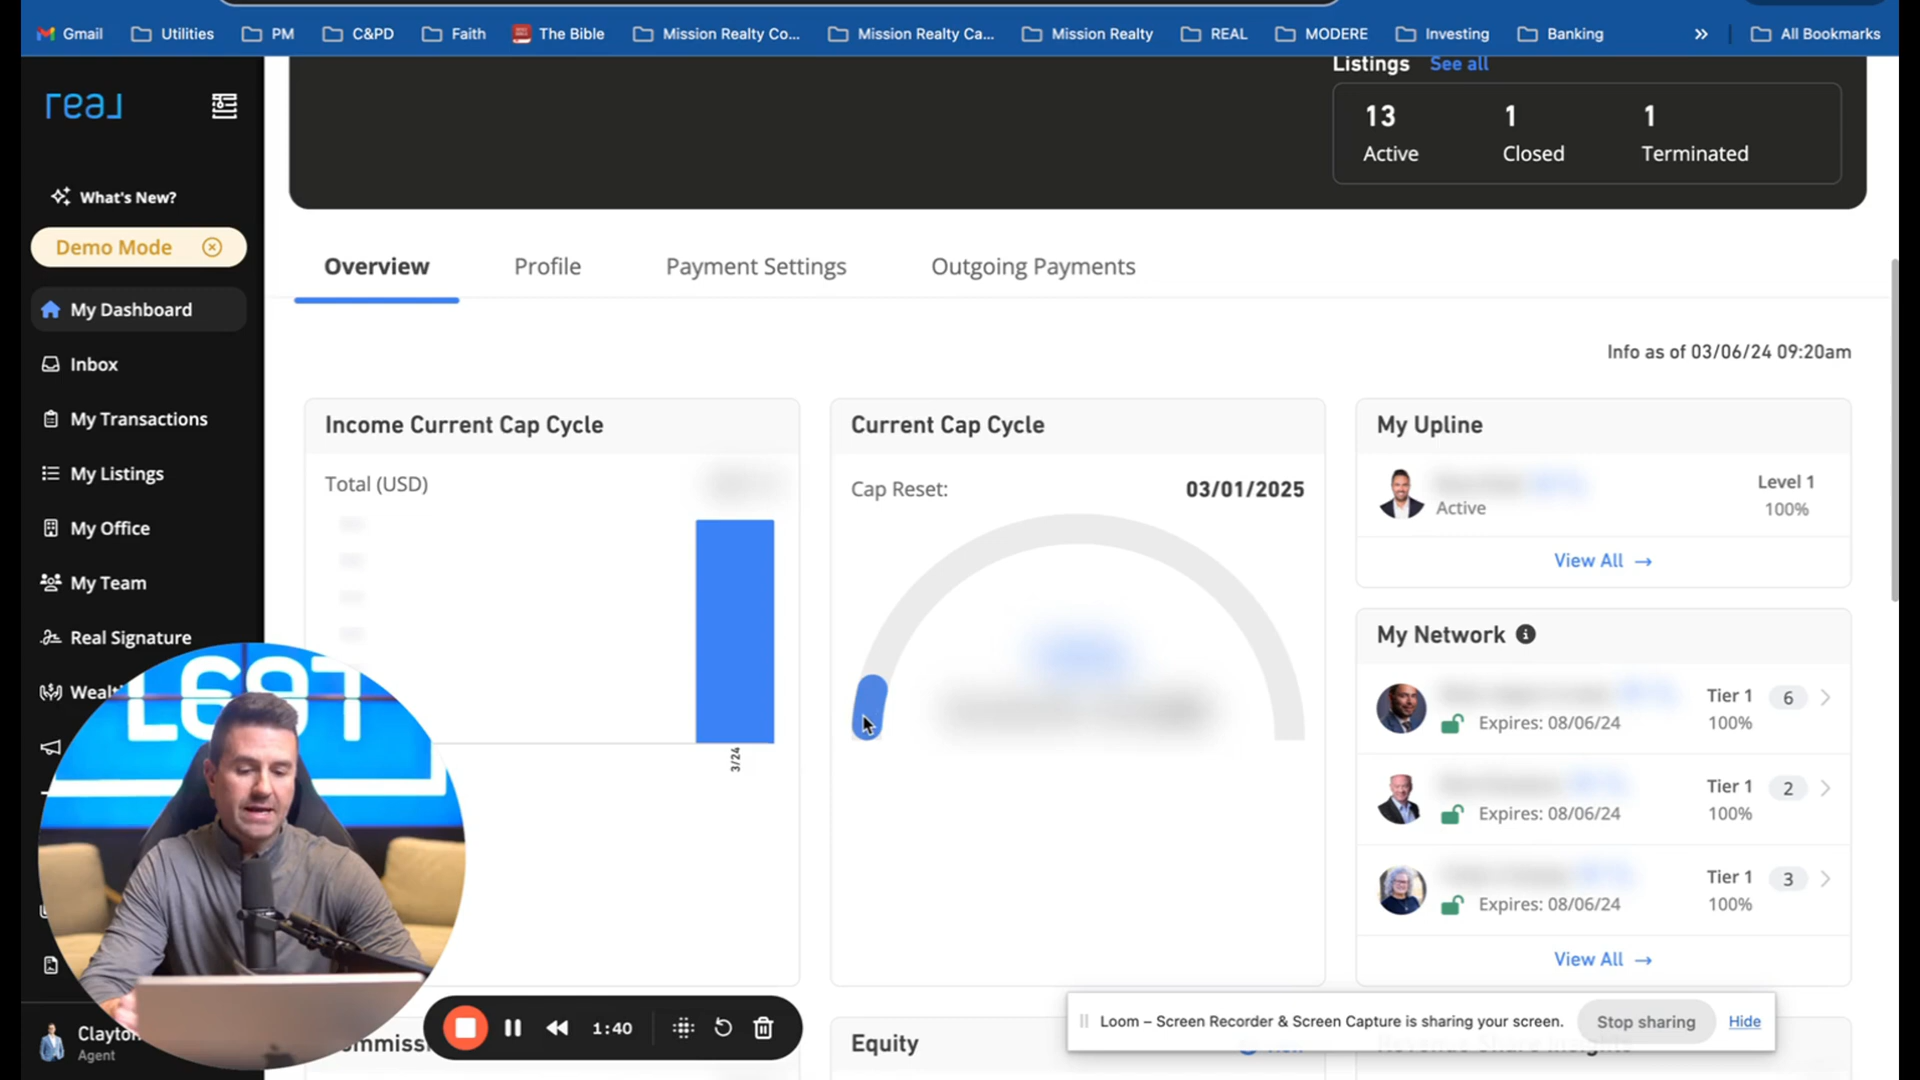 Gmail
Utilities
PM
C&PD
Faith
The Bible
Mission Realty Co...
Mission Realty Ca...
Mission Realty
REAL
MODERE
Investing
Banking
»
All Bookmarks
real
What's New?
Demo Mode
My Dashboard
Inbox
My Transactions
My Listings
My Office
My Team
Real Signature
Wealt
Clayto
Agent
Listings See all
13 1 1
Active Closed Terminated
Overview Profile Payment Settings Outgoing Payments
Info as of 03/06/24 09:20am
Income Current Cap Cycle
Total (USD)
3/24
Current Cap Cycle
Cap Reset: 03/01/2025
My Upline
Level 1
Active 100%
View All →
My Network
Tier 1 6
Expires: 08/06/24 100%
Tier 1 2
Expires: 08/06/24 100%
Tier 1 3
Expires: 08/06/24 100%
View All →
1:40
Loom – Screen Recorder & Screen Capture is sharing your screen. Stop sharing Hide
ommiss
Equity
Revenue Share Insights